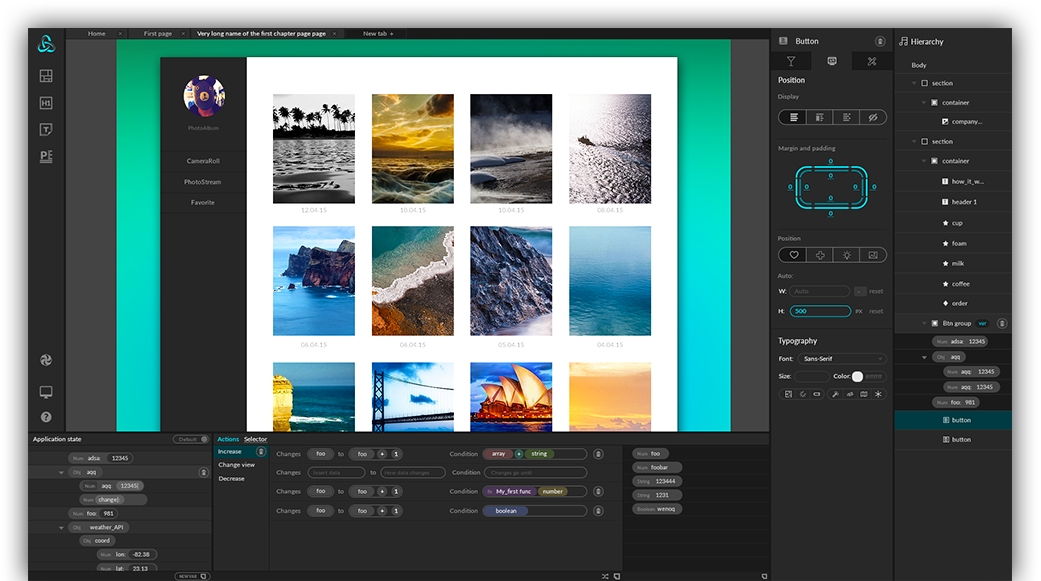 Home × First page × Very long name of the first chapter page page × New tab +
H1
T
PE
?
PhotoAlbum
CameraRoll
PhotoStream
Favorite
12.04.15 10.04.15 10.04.15 08.04.15
06.04.15 06.04.15 05.04.15 04.04.15
Button
Position
Display
Margin and padding
0
0
0 0 0 0
0
0
Position
Auto:
W: Auto - reset
H: 500 PX reset
Typography
Font: Sans-Serif
Size: Color:
Hierarchy
Body
section
container
company...
section
container
how_it_w...
header 1
cup
foam
milk
coffee
order
Btn group var
Num adsa: 12345
Obj aqq
Num aqq: 12345
Num aqq: 12345
Num foo: 981
button
button
Application state Default
Num adsa: 12345
Obj aqq
Num aqq 12345
Num change
Num foo: 981
Obj weather_API
Obj coord
Num lon: -82.38
Num lat: 23.13
NEW VAR
Actions Selector
Increase
Change view
Decrease
Changes foo to foo + 1 Condition array + string
Changes Insert data to How data changes Condition Changes go until
Changes foo to foo + 1 Condition fx My_first func number
Changes foo to foo + 1 Condition boolean
Num foo
Num foobar
String 123444
String 1231
Boolean wenoq